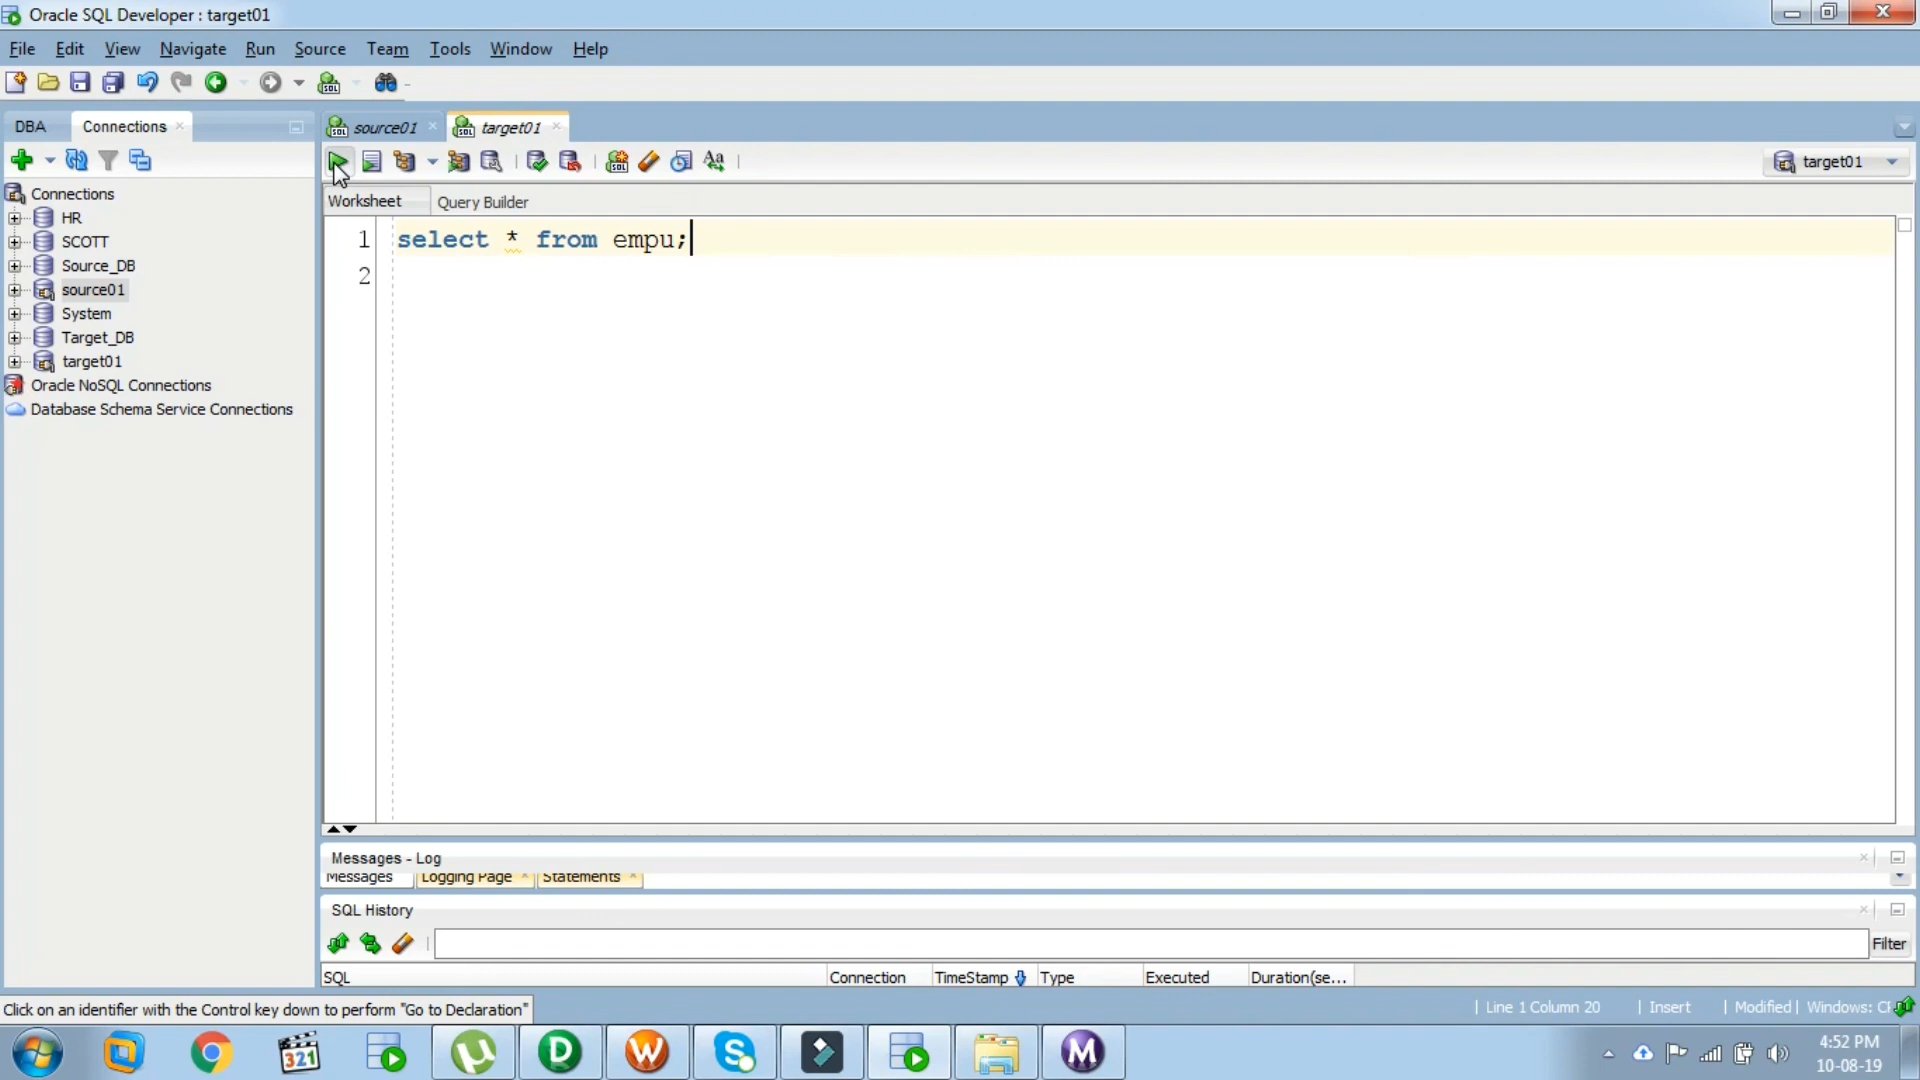 Oracle SQL Developer : target01
File Edit View Navigate Run Source Team Tools Window Help
DBA Connections
source01 target01
target01
Worksheet Query Builder
Connections
HR
SCOTT
Source_DB
source01
System
Target_DB
target01
Oracle NoSQL Connections
Database Schema Service Connections
1 select * from empu;
2
Messages - Log
Messages Logging Page Statements
SQL History
Filter
SQL Connection TimeStamp Type Executed Duration(se...
Click on an identifier with the Control key down to perform "Go to Declaration"
Line 1 Column 20 | Insert | Modified | Windows:
4:52 PM
10-08-19
321